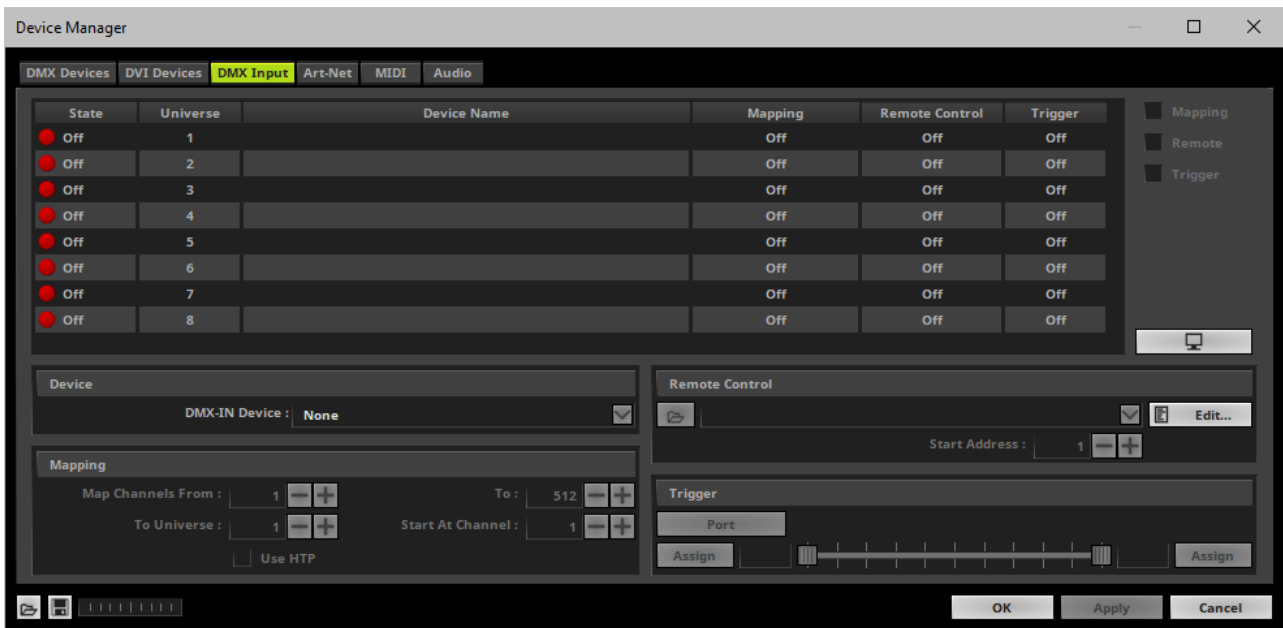 Device Manager
DMX Devices DVI Devices DMX Input Art-Net MIDI Audio
State Universe Device Name Mapping Remote Control Trigger
Off 1 Off Off Off
Off 2 Off Off Off
Off 3 Off Off Off
Off 4 Off Off Off
Off 5 Off Off Off
Off 6 Off Off Off
Off 7 Off Off Off
Off 8 Off Off Off
Mapping
Remote
Trigger
Device
DMX-IN Device : None
Mapping
Map Channels From : 1 To : 512
To Universe : 1 Start At Channel : 1
Use HTP
Remote Control
Edit...
Start Address : 1
Trigger
Port
Assign Assign
OK Apply Cancel